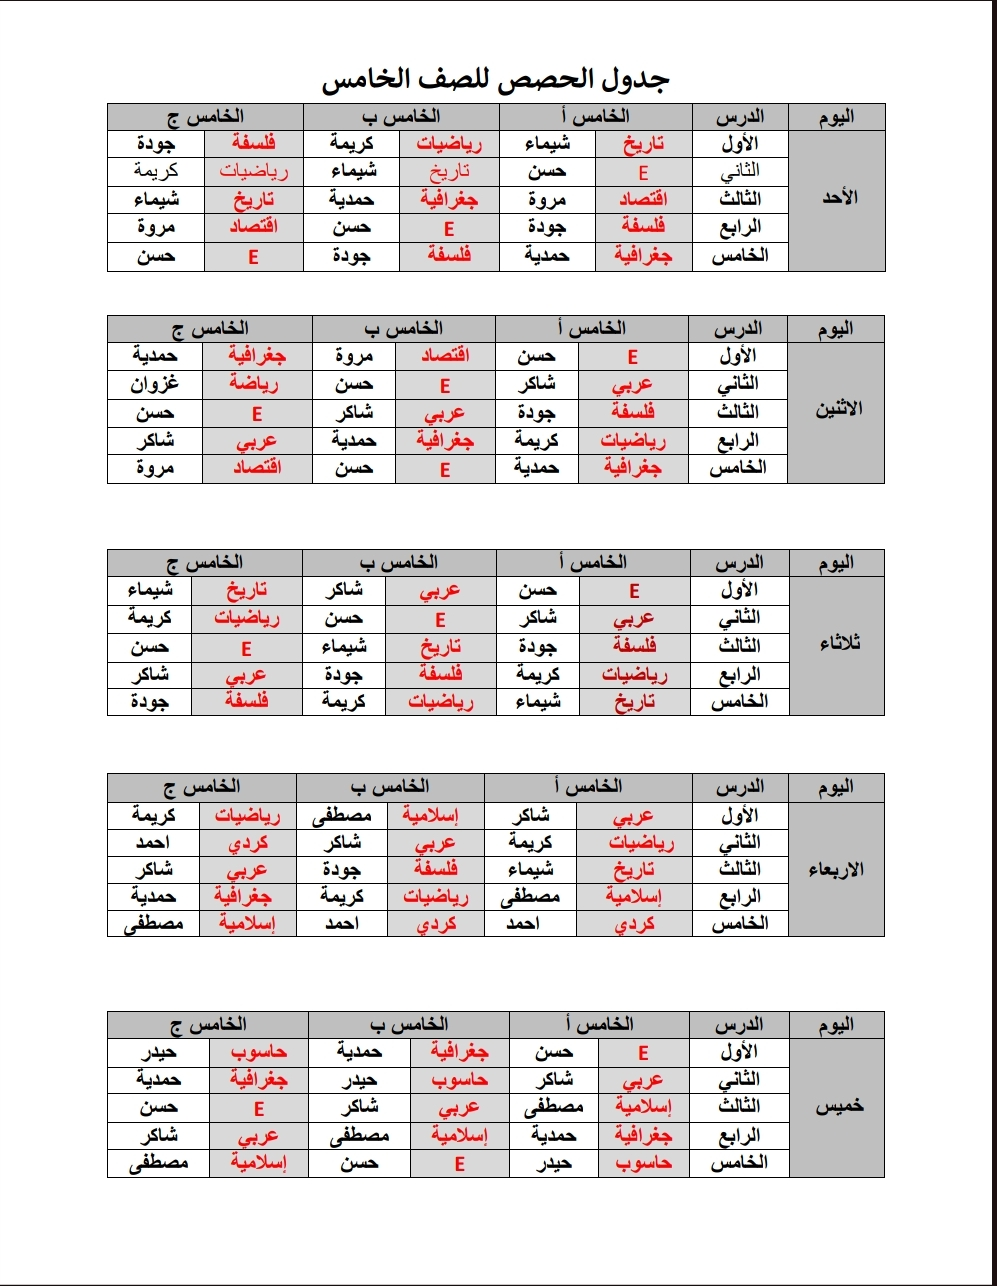 جدول الحصص للصف الخامس
اليوم الدرس الخامس أ الخامس ب الخامس ج
الأول تاريخ شيماء رياضيات كريمة فلسفة جودة
الثاني E حسن تاريخ شيماء رياضيات كريمة
الأحد الثالث اقتصاد مروة جغرافية حمدية تاريخ شيماء
الرابع فلسفة جودة E حسن اقتصاد مروة
الخامس جغرافية حمدية فلسفة جودة E حسن
اليوم الدرس الخامس أ الخامس ب الخامس ج
الأول E حسن اقتصاد مروة جغرافية حمدية
الثاني عربي شاكر E حسن رياضة غزوان
الاثنين الثالث فلسفة جودة عربي شاكر E حسن
الرابع رياضيات كريمة جغرافية حمدية عربي شاكر
الخامس جغرافية حمدية E حسن اقتصاد مروة
اليوم الدرس الخامس أ الخامس ب الخامس ج
الأول E حسن عربي شاكر تاريخ شيماء
الثاني عربي شاكر E حسن رياضيات كريمة
ثلاثاء الثالث فلسفة جودة تاريخ شيماء E حسن
الرابع رياضيات كريمة فلسفة جودة عربي شاكر
الخامس تاريخ شيماء رياضيات كريمة فلسفة جودة
اليوم الدرس الخامس أ الخامس ب الخامس ج
الأول عربي شاكر إسلامية مصطفى رياضيات كريمة
الثاني رياضيات كريمة عربي شاكر كردي احمد
الاربعاء الثالث تاريخ شيماء فلسفة جودة عربي شاكر
الرابع إسلامية مصطفى رياضيات كريمة جغرافية حمدية
الخامس كردي احمد كردي احمد إسلامية مصطفى
اليوم الدرس الخامس أ الخامس ب الخامس ج
الأول E حسن جغرافية حمدية حاسوب حيدر
الثاني عربي شاكر حاسوب حيدر جغرافية حمدية
خميس الثالث إسلامية مصطفى عربي شاكر E حسن
الرابع جغرافية حمدية إسلامية مصطفى عربي شاكر
الخامس حاسوب حيدر E حسن إسلامية مصطفى